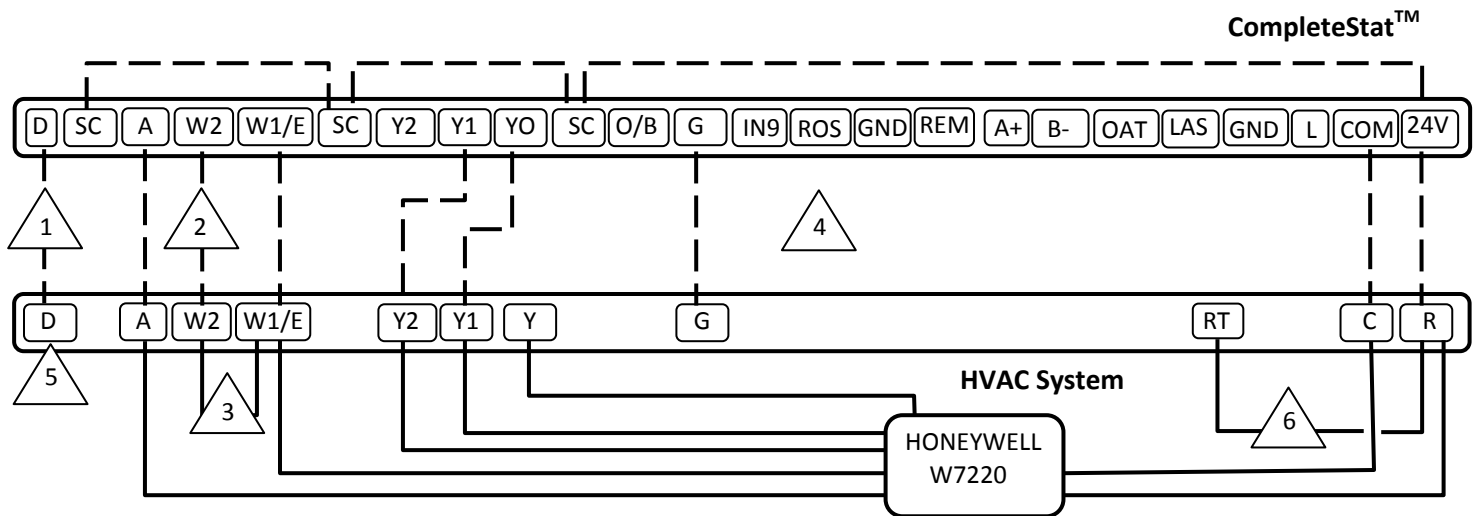 CompleteStat™
D SC A W2 W1/E SC Y2 Y1 YO SC O/B G IN9 ROS GND REM A+ B- OAT LAS GND L COM 24V
1 2 4
D A W2 W1/E Y2 Y1 Y G RT C R
5 3 HVAC System 6
HONEYWELL
W7220